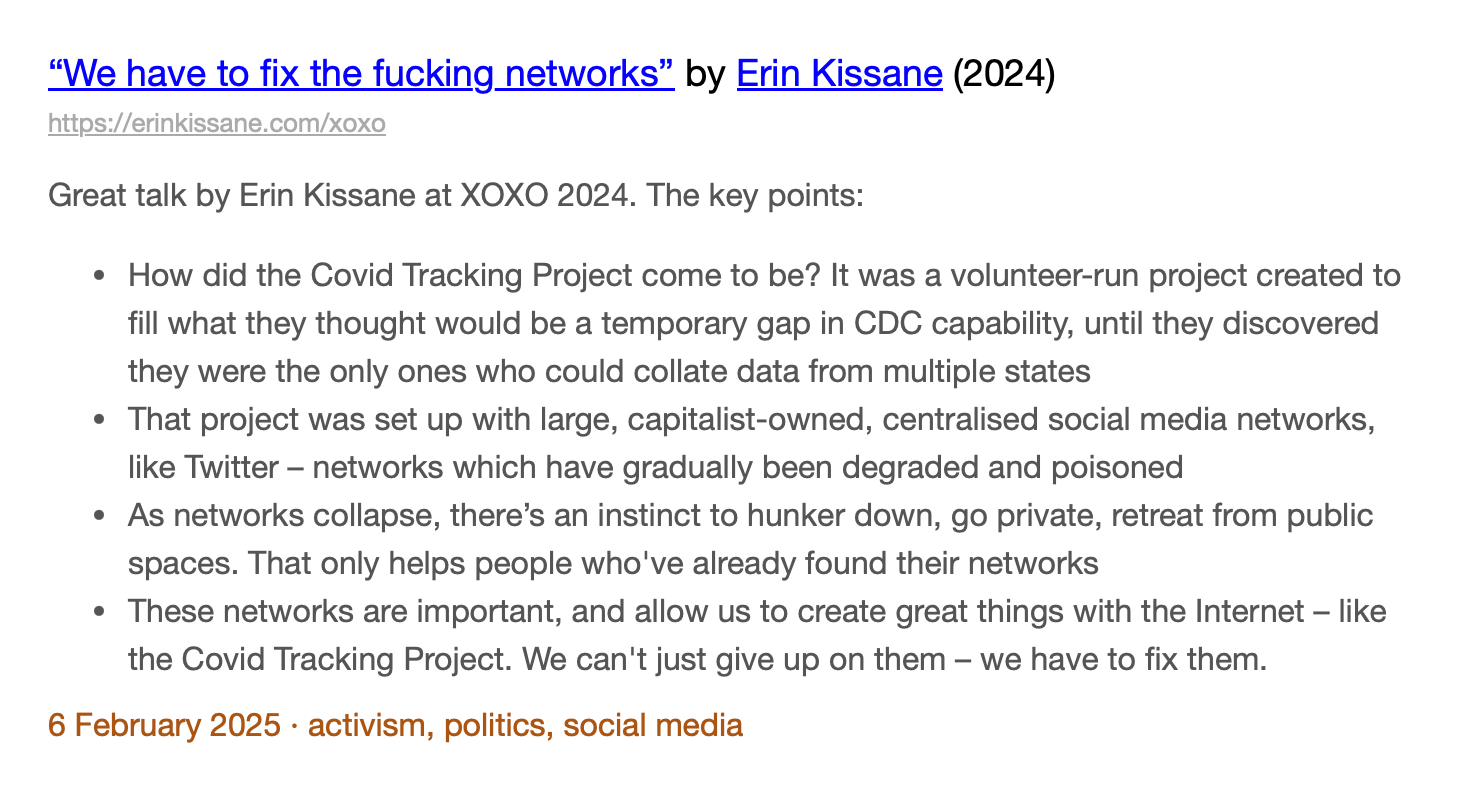 “We have to fix the fucking networks” by Erin Kissane (2024)
https://erinkissane.com/xoxo
Great talk by Erin Kissane at XOXO 2024. The key points:
• How did the Covid Tracking Project come to be? It was a volunteer-run project created to
fill what they thought would be a temporary gap in CDC capability, until they discovered
they were the only ones who could collate data from multiple states
• That project was set up with large, capitalist-owned, centralised social media networks,
like Twitter – networks which have gradually been degraded and poisoned
• As networks collapse, there’s an instinct to hunker down, go private, retreat from public
spaces. That only helps people who've already found their networks
• These networks are important, and allow us to create great things with the Internet – like
the Covid Tracking Project. We can't just give up on them – we have to fix them.
6 February 2025 · activism, politics, social media